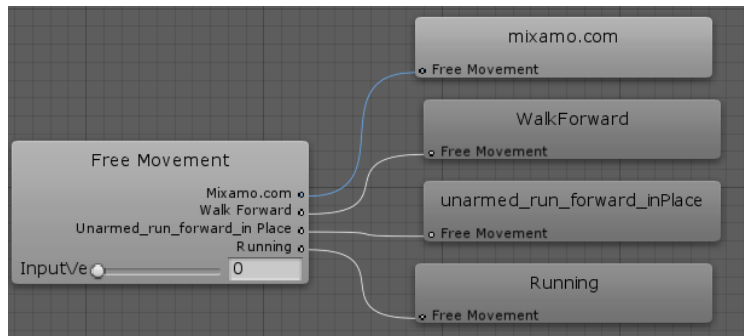 mixamo.com
Free Movement
WalkForward
Free Movement
Free Movement
Mixamo.com
Walk Forward
Unarmed_run_forward_in Place
Running
InputVe
0
unarmed_run_forward_inPlace
Free Movement
Running
Free Movement